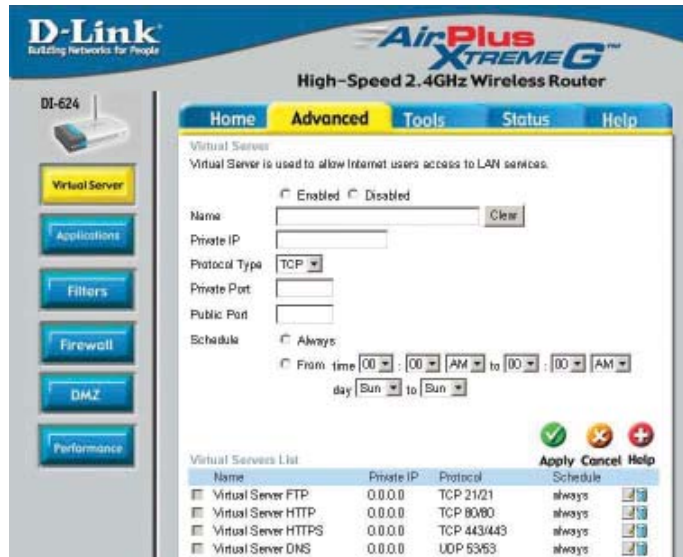 D-Link
Building Networks for People
AirPlus
XTREME G™
High-Speed 2.4GHz Wireless Router
DI-624
Home Advanced Tools Status Help
Virtual Server
Virtual Server is used to allow Internet users access to LAN services.
Enabled Disabled
Name Clear
Private IP
Protocol Type TCP
Private Port
Public Port
Schedule Always
From time 00 : 00 AM to 00 : 00 AM
day Sun to Sun
Virtual Server
Applications
Filters
Firewall
DMZ
Performance
Apply Cancel Help
Virtual Servers List
Name Private IP Protocol Schedule
Virtual Server FTP 0.0.0.0 TCP 21/21 always
Virtual Server HTTP 0.0.0.0 TCP 80/80 always
Virtual Server HTTPS 0.0.0.0 TCP 443/443 always
Virtual Server DNS 0.0.0.0 UDP 53/53 always